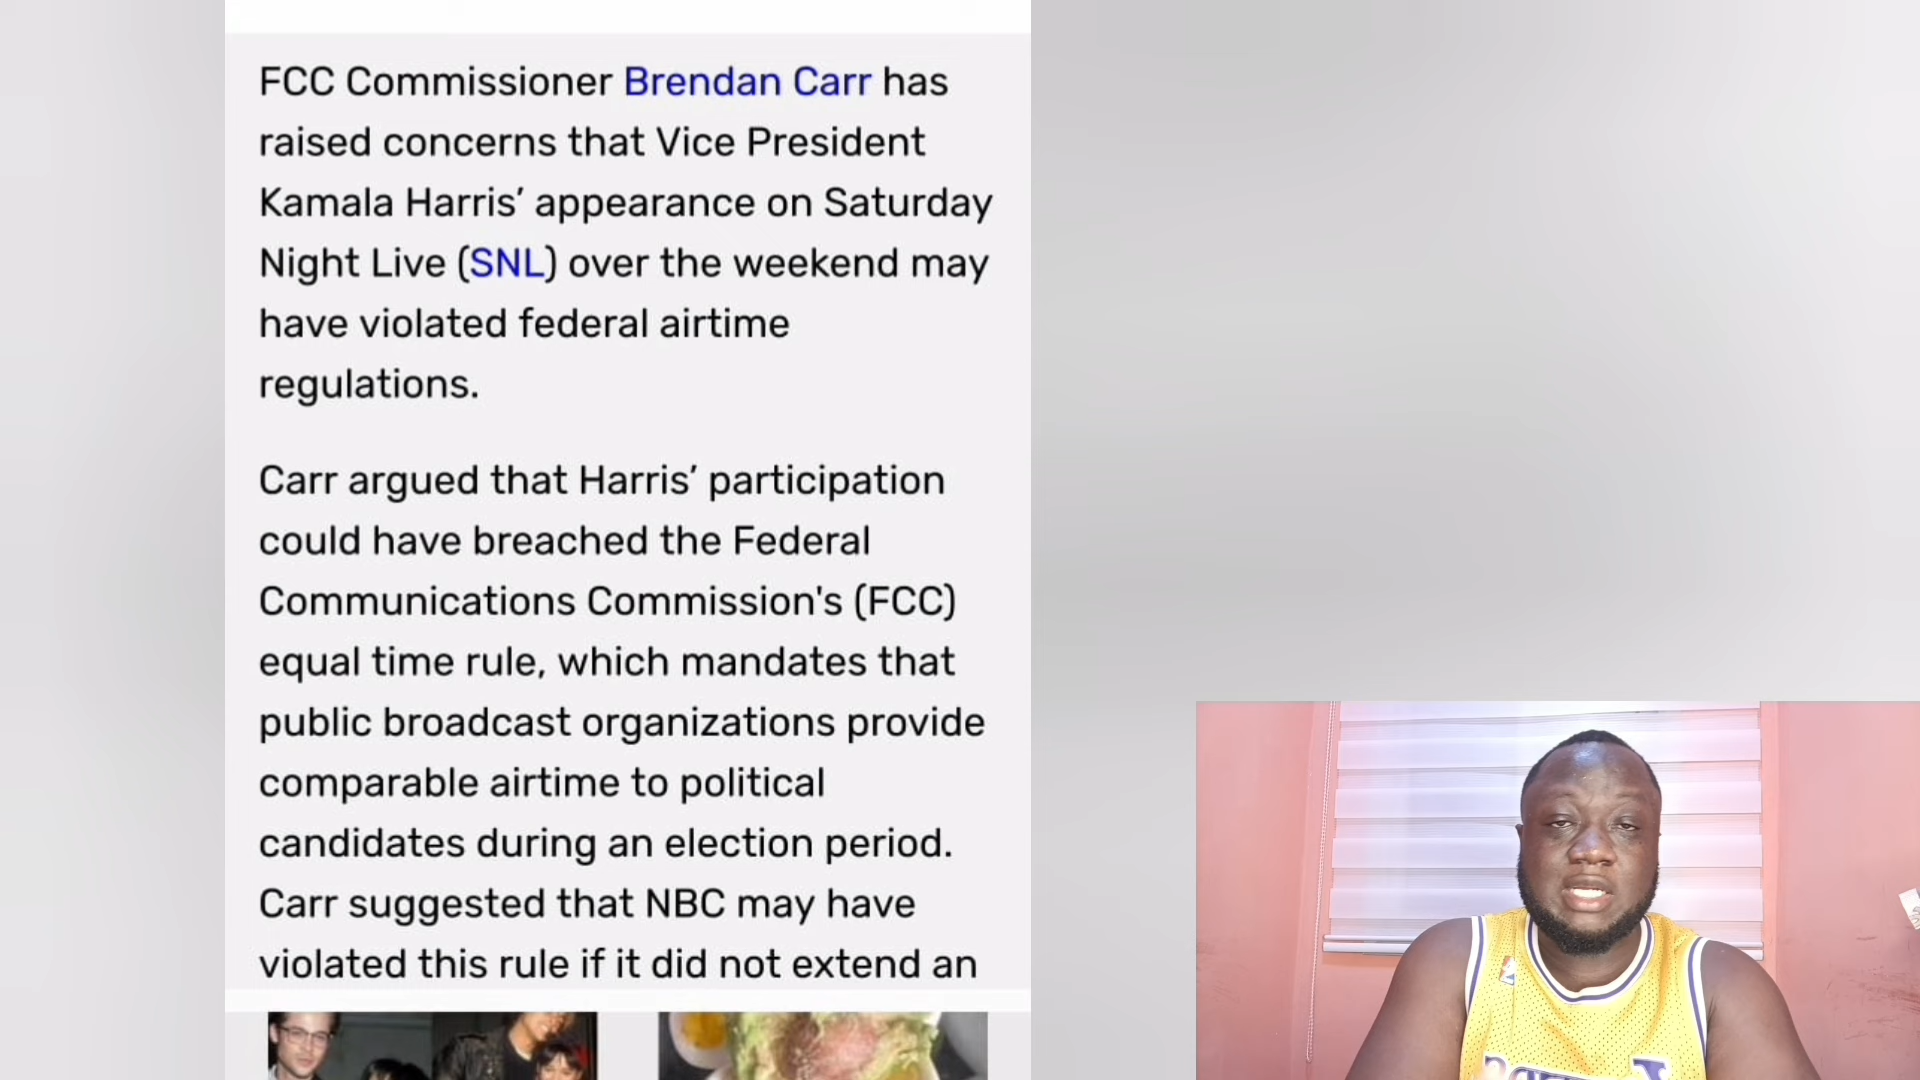 FCC Commissioner Brendan Carr has
raised concerns that Vice President
Kamala Harris’ appearance on Saturday
Night Live (SNL) over the weekend may
have violated federal airtime
regulations.
Carr argued that Harris’ participation
could have breached the Federal
Communications Commission's (FCC)
equal time rule, which mandates that
public broadcast organizations provide
comparable airtime to political
candidates during an election period.
Carr suggested that NBC may have
violated this rule if it did not extend an